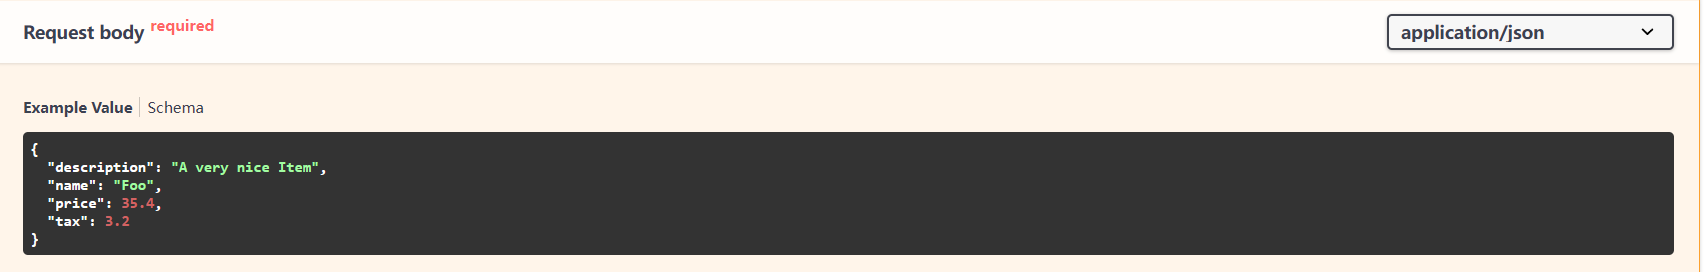 Request body required
application/json
Example Value Schema
{
  "description": "A very nice Item",
  "name": "Foo",
  "price": 35.4,
  "tax": 3.2
}